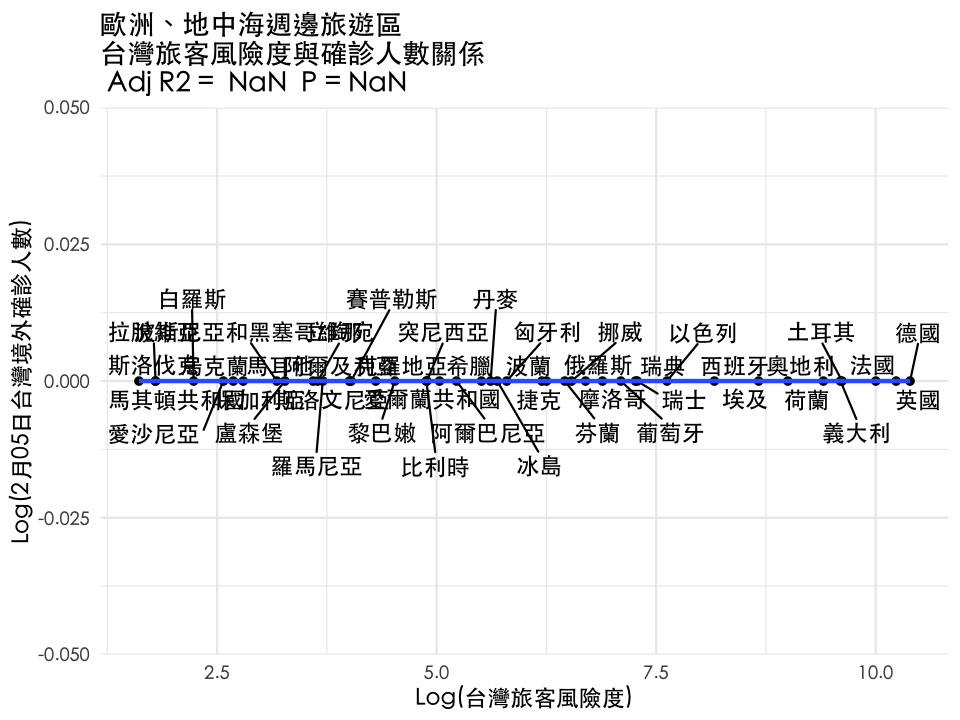 歐洲、地中海週邊旅遊區
台灣旅客風險度與確診人數關係
Adj R2 = NaN P = NaN
0.050
0.025
0.000
-0.025
-0.050
Log(2月05日台灣境外確診人數)
白羅斯
賽普勒斯
丹麥
突尼西亞
匈牙利
挪威
以色列
土耳其
德國
希臘
波蘭
俄羅斯
瑞典
西班牙
奧地利
法國
捷克
摩洛哥
瑞士
埃及
荷蘭
英國
愛沙尼亞
盧森堡
黎巴嫩
阿爾巴尼亞
芬蘭
葡萄牙
義大利
羅馬尼亞
比利時
冰島
2.5
5.0
7.5
10.0
Log(台灣旅客風險度)